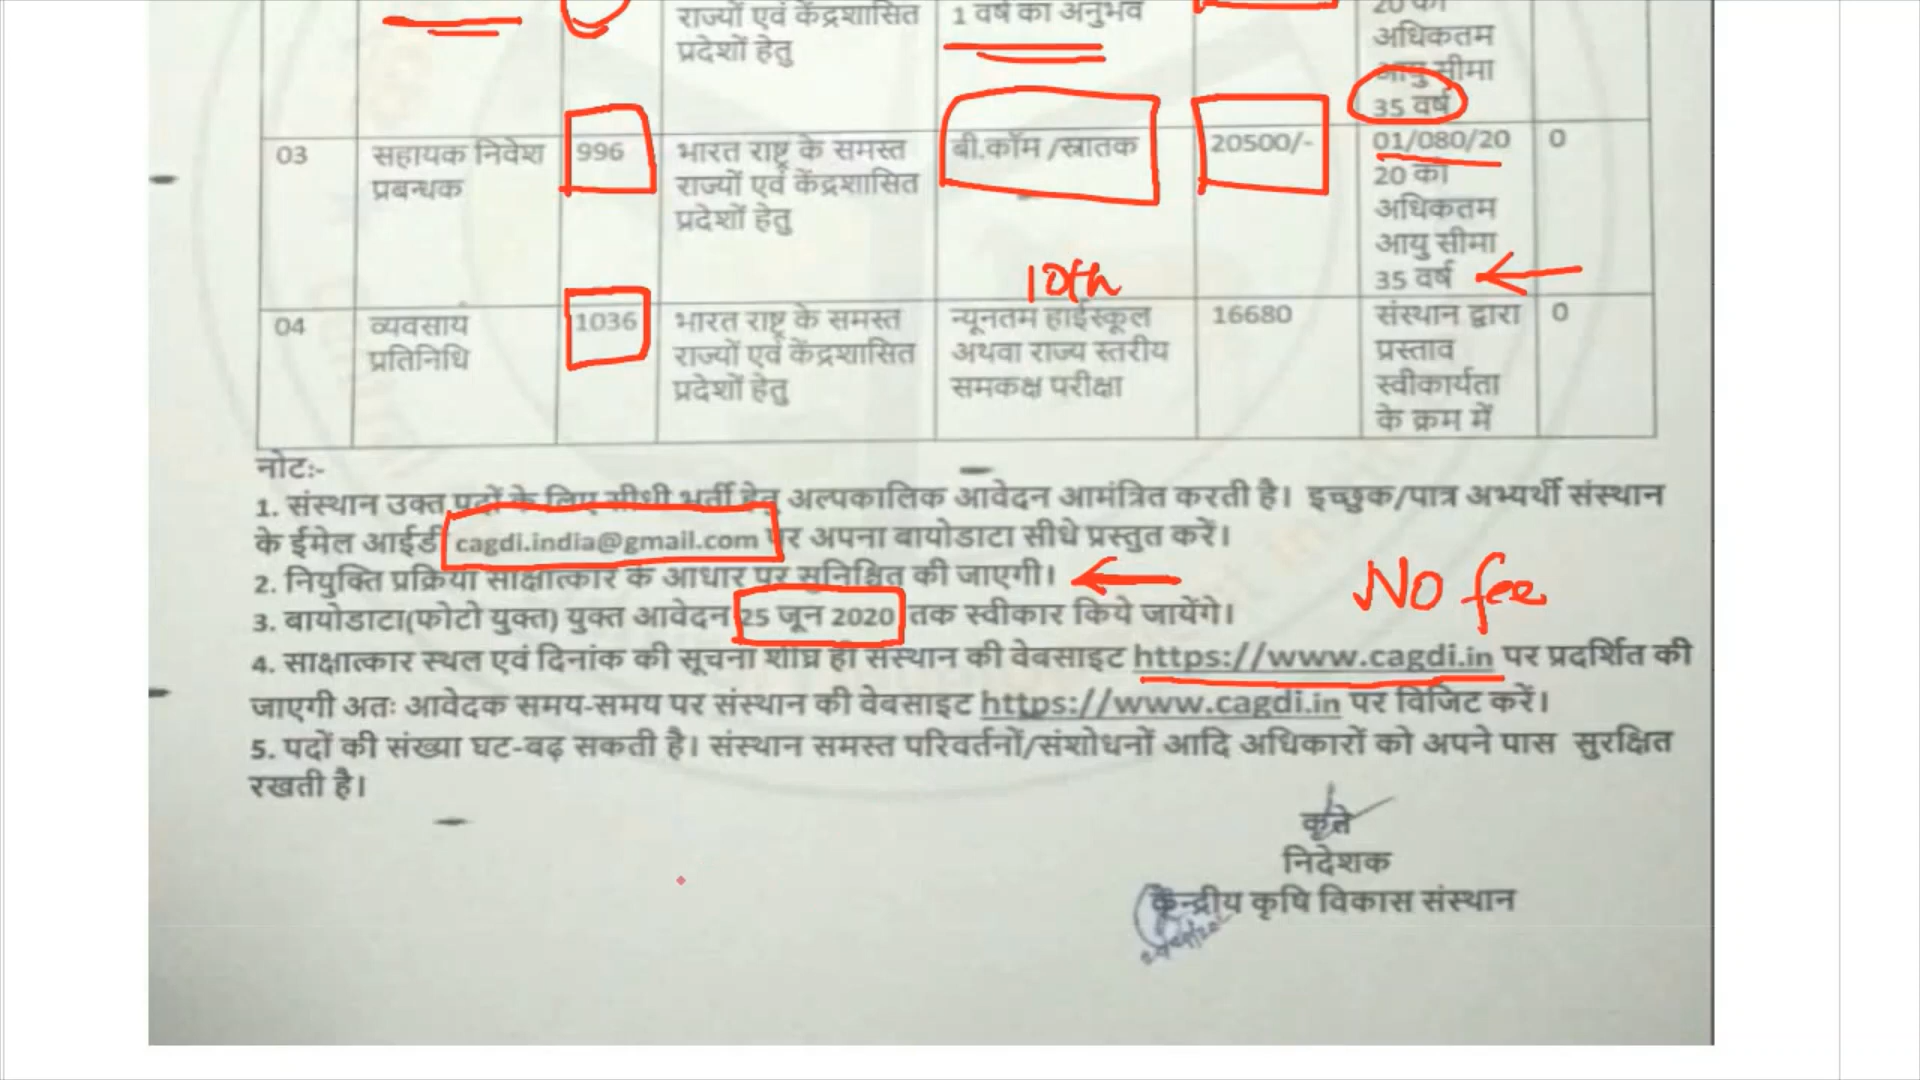 राज्यों एवं केंद्रशासित
प्रदेशों हेतु
1 वर्ष का अनुभव
20 को
अधिकतम
आयु सीमा
35 वर्ष
03
सहायक निवेश
प्रबन्धक
996
भारत राष्ट्र के समस्त
राज्यों एवं केंद्रशासित
प्रदेशों हेतु
बी.कॉम /स्नातक
20500/-
01/080/20
20 को
अधिकतम
आयु सीमा
35 वर्ष
0
10th
04
व्यवसाय
प्रतिनिधि
1036
भारत राष्ट्र के समस्त
राज्यों एवं केंद्रशासित
प्रदेशों हेतु
न्यूनतम हाईस्कूल
अथवा राज्य स्तरीय
समकक्ष परीक्षा
16680
संस्थान द्वारा
प्रस्ताव
स्वीकार्यता
के क्रम में
0
नोटः-
1. संस्थान उक्त पदों के लिए सीधी भर्ती हेतु अल्पकालिक आवेदन आमंत्रित करती है। इच्छुक/पात्र अभ्यर्थी संस्थान
के ईमेल आईडी cagdi.india@gmail.com पर अपना बायोडाटा सीधे प्रस्तुत करें।
2. नियुक्ति प्रक्रिया साक्षात्कार के आधार पर सुनिश्चित की जाएगी।
No fee
3. बायोडाटा(फोटो युक्त) युक्त आवेदन 25 जून 2020 तक स्वीकार किये जायेंगे।
4. साक्षात्कार स्थल एवं दिनांक की सूचना शीघ्र ही संस्थान की वेबसाइट https://www.cagdi.in पर प्रदर्शित की
जाएगी अतः आवेदक समय-समय पर संस्थान की वेबसाइट https://www.cagdi.in पर विजिट करें।
5. पदों की संख्या घट-बढ़ सकती है। संस्थान समस्त परिवर्तनों/संशोधनों आदि अधिकारों को अपने पास सुरक्षित
रखती है।
कृते
निदेशक
केन्द्रीय कृषि विकास संस्थान